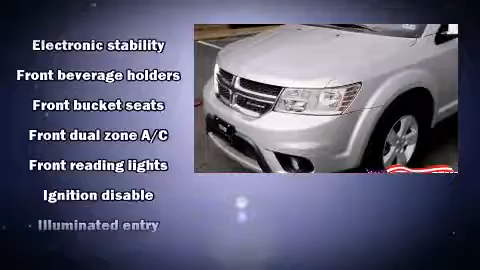 Electronic stability
Front beverage holders
Front bucket seats
Front dual zone A/C
Front reading lights
Ignition disable
Illuminated entry